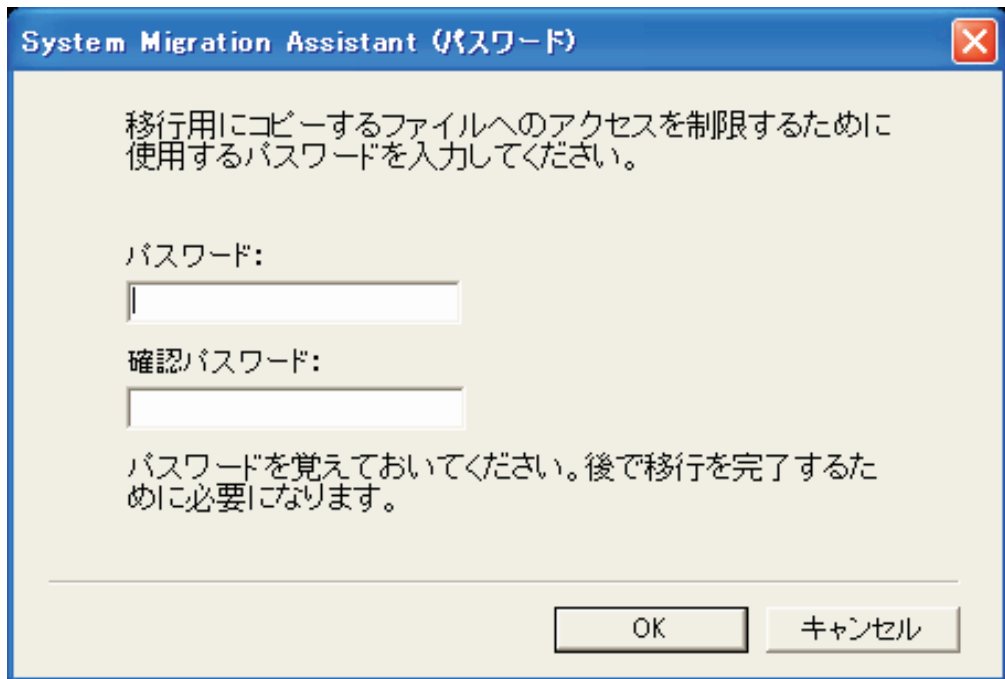 System Migration Assistant (パスワード)
移行用にコピーするファイルへのアクセスを制限するために
使用するパスワードを入力してください。
パスワード:
確認パスワード:
パスワードを覚えておいてください。後で移行を完了するた
めに必要になります。
OK
キャンセル